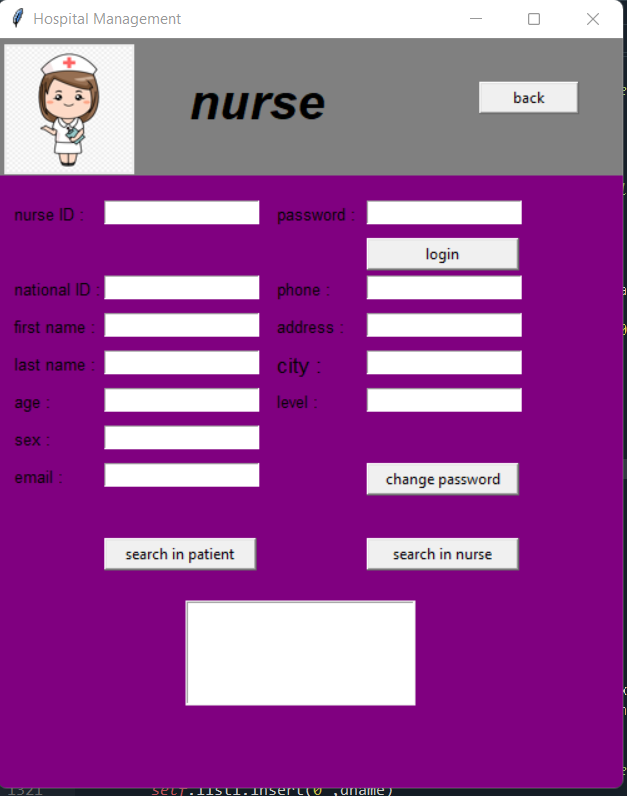 Hospital Management
nurse
back
nurse ID :
password :
login
national ID :
phone :
first name :
address :
last name :
city :
age :
level :
sex :
email :
change password
search in patient
search in nurse
1321 self.list1.insert(0 ,dname)